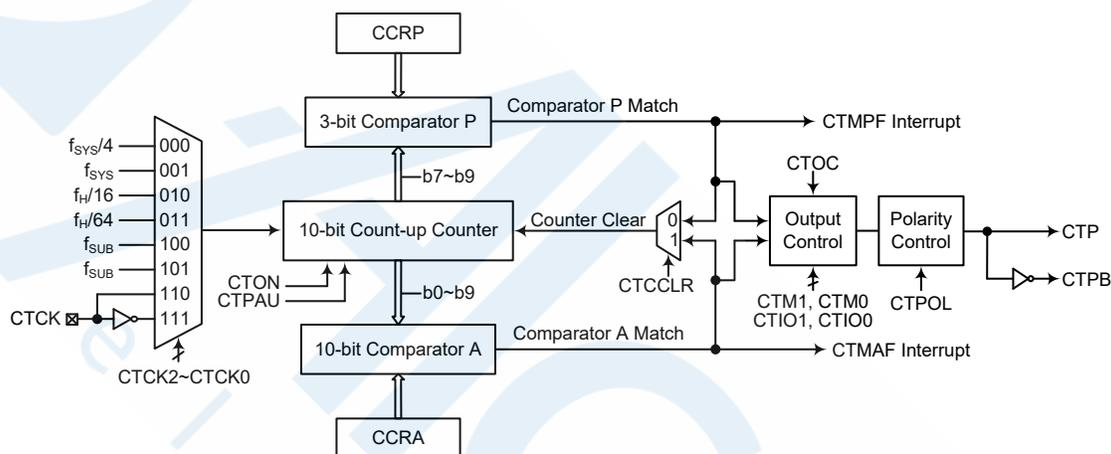 CCRP
3-bit Comparator P
Comparator P Match
CTMPF Interrupt
b7~b9
fSYS/4
000
fSYS
001
fH/16
010
fH/64
011
fSUB
100
fSUB
101
110
CTCK
111
CTCK2~CTCK0
10-bit Count-up Counter
CTON
CTPAU
Counter Clear
0
1
CTCCLR
CTOC
Output
Control
CTM1, CTM0
CTIO1, CTIO0
Polarity
Control
CTPOL
CTP
CTPB
b0~b9
10-bit Comparator A
Comparator A Match
CTMAF Interrupt
CCRA